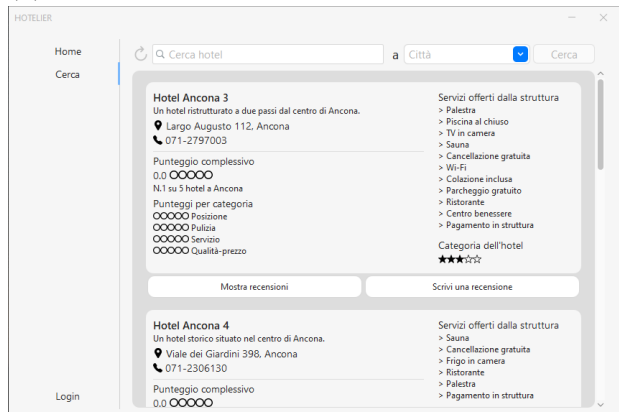 HOTELIER
Home
Cerca
Login
Cerca hotel
a
Città
Cerca
Hotel Ancona 3
Un hotel ristrutturato a due passi dal centro di Ancona.
Largo Augusto 112, Ancona
071-2797003
Punteggio complessivo
0.0
N.1 su 5 hotel a Ancona
Punteggi per categoria
Posizione
Pulizia
Servizio
Qualità-prezzo
Servizi offerti dalla struttura
> Palestra
> Piscina al chiuso
> TV in camera
> Sauna
> Cancellazione gratuita
> Wi-Fi
> Colazione inclusa
> Parcheggio gratuito
> Ristorante
> Centro benessere
> Pagamento in struttura
Categoria dell'hotel
★★★☆☆
Mostra recensioni
Scrivi una recensione
Hotel Ancona 4
Un hotel storico situato nel centro di Ancona.
Viale dei Giardini 398, Ancona
071-2306130
Punteggio complessivo
0.0
Servizi offerti dalla struttura
> Sauna
> Cancellazione gratuita
> Frigo in camera
> Ristorante
> Palestra
> Pagamento in struttura